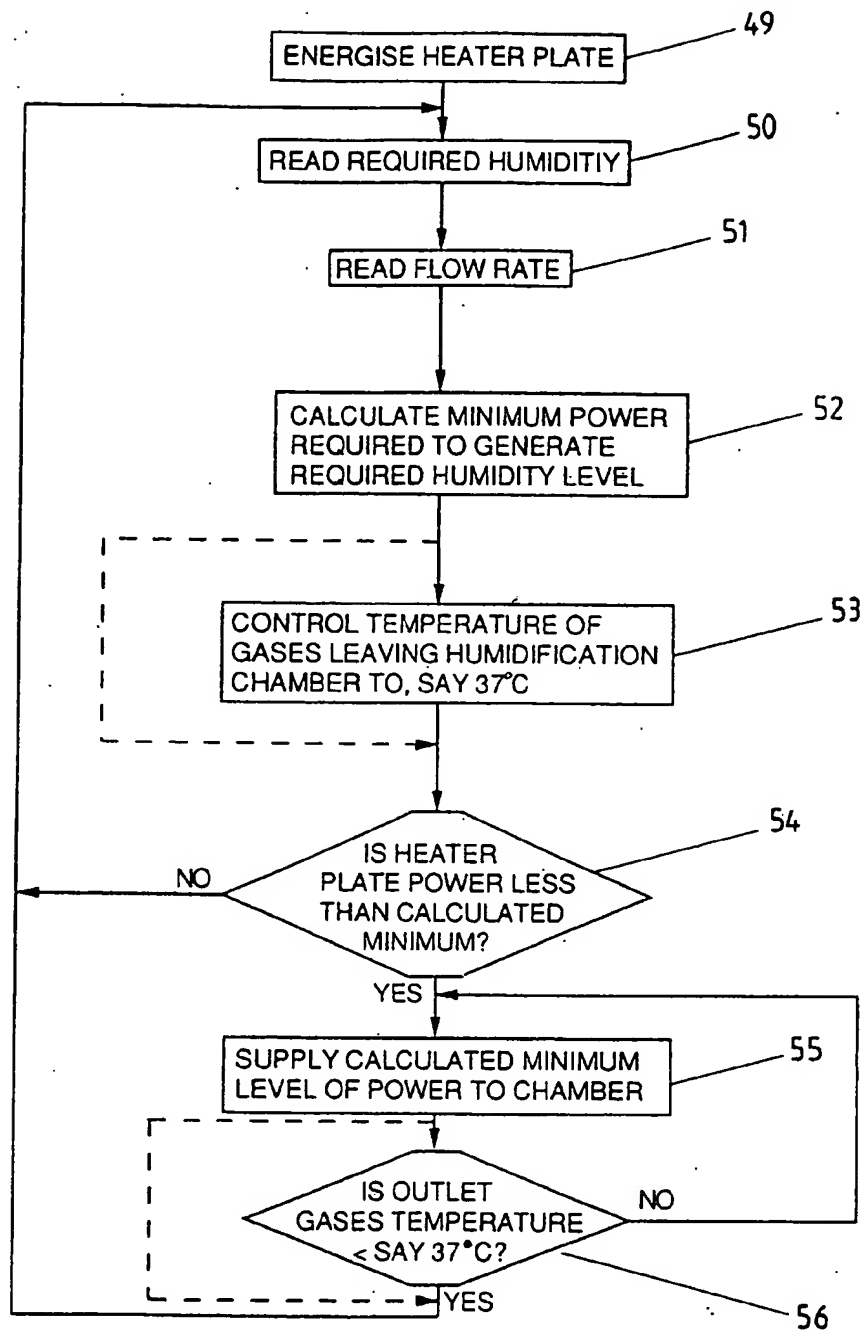 49
ENERGISE HEATER PLATE
50
READ REQUIRED HUMIDITIY
51
READ FLOW RATE
52
CALCULATE MINIMUM POWER
REQUIRED TO GENERATE
REQUIRED HUMIDITY LEVEL
53
CONTROL TEMPERATURE OF
GASES LEAVING HUMIDIFICATION
CHAMBER TO, SAY 37°C
54
IS HEATER
PLATE POWER LESS
THAN CALCULATED
MINIMUM?
NO
YES
55
SUPPLY CALCULATED MINIMUM
LEVEL OF POWER TO CHAMBER
IS OUTLET
GASES TEMPERATURE
< SAY 37°C?
NO
YES
56